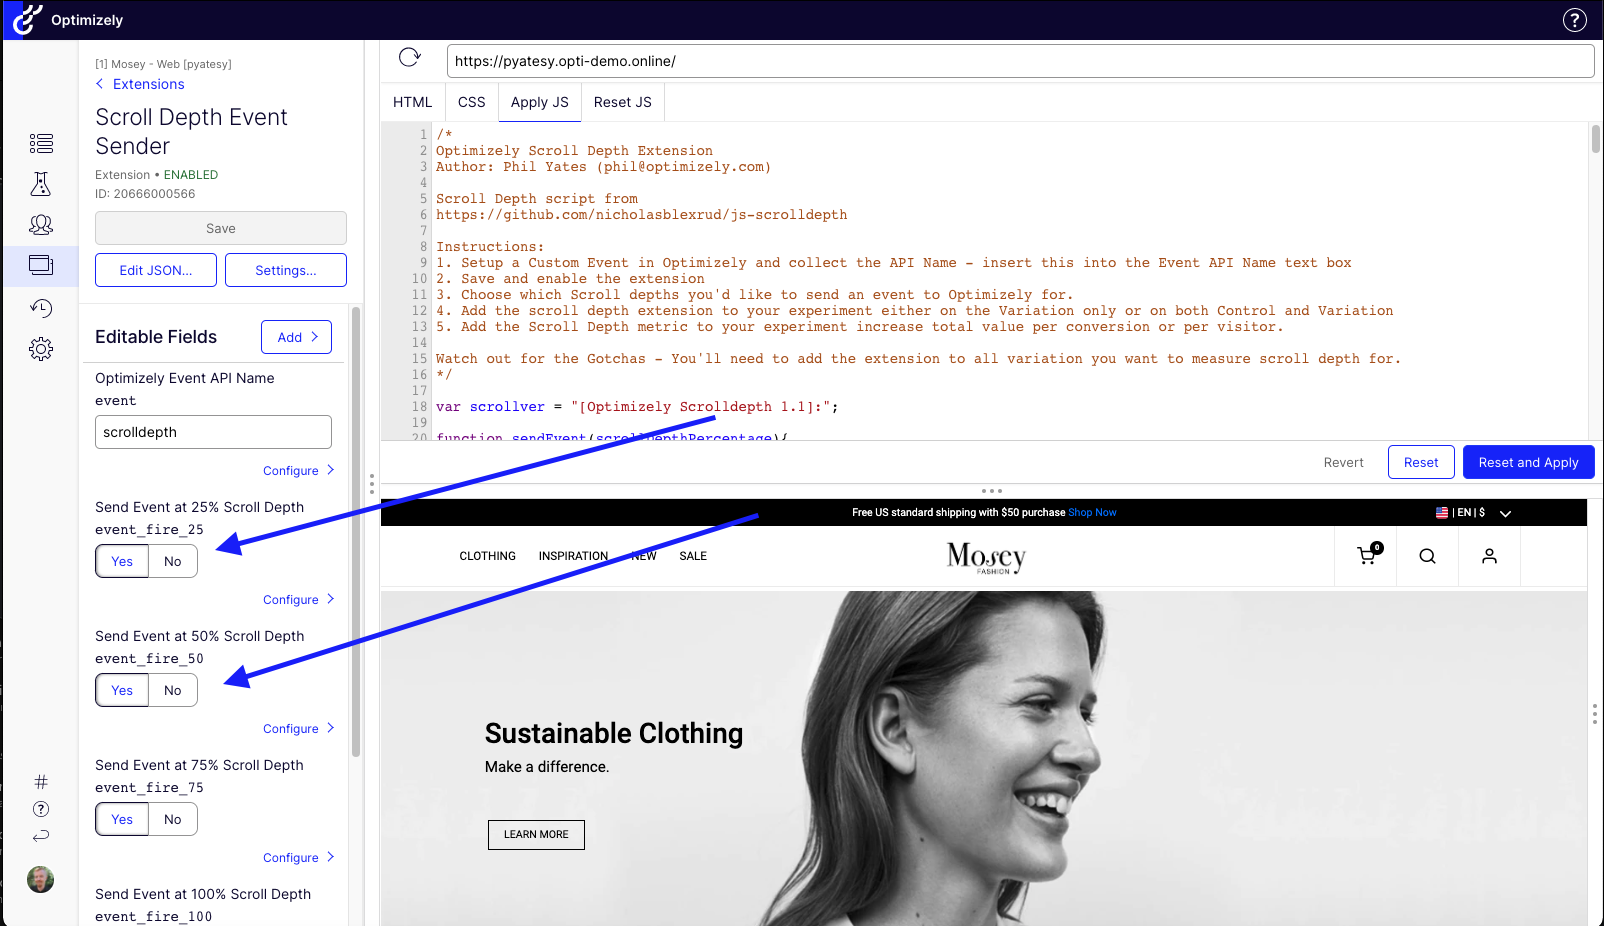 Optimizely
?
[1] Mosey - Web [pyatesy]
Extensions
Scroll Depth Event
Sender
Extension • ENABLED
ID: 20666000566
Save
Edit JSON...
Settings...
Editable Fields
Add
Optimizely Event API Name
event
scrolldepth
Configure
Send Event at 25% Scroll Depth
event_fire_25
Yes No
Configure
Send Event at 50% Scroll Depth
event_fire_50
Yes No
Configure
Send Event at 75% Scroll Depth
event_fire_75
Yes No
Configure
Send Event at 100% Scroll Depth
event_fire_100
#
?
https://pyatesy.opti-demo.online/
HTML CSS Apply JS Reset JS
1 /*
2 Optimizely Scroll Depth Extension
3 Author: Phil Yates (phil@optimizely.com)
4
5 Scroll Depth script from
6 https://github.com/nicholasblexrud/js-scrolldepth
7
8 Instructions:
9 1. Setup a Custom Event in Optimizely and collect the API Name - insert this into the Event API Name text box
10 2. Save and enable the extension
11 3. Choose which Scroll depths you'd like to send an event to Optimizely for.
12 4. Add the scroll depth extension to your experiment either on the Variation only or on both Control and Variation
13 5. Add the Scroll Depth metric to your experiment increase total value per conversion or per visitor.
14
15 Watch out for the Gotchas - You'll need to add the extension to all variation you want to measure scroll depth for.
16 */
17
18 var scrollver = "[Optimizely Scrolldepth 1.1]:";
19
20 function sendEvent(scrollDepthPercentage){
Revert Reset Reset and Apply
Free US standard shipping with $50 purchase Shop Now
| EN | $
CLOTHING INSPIRATION NEW SALE
Mosey
FASHION
0
Sustainable Clothing
Make a difference.
LEARN MORE